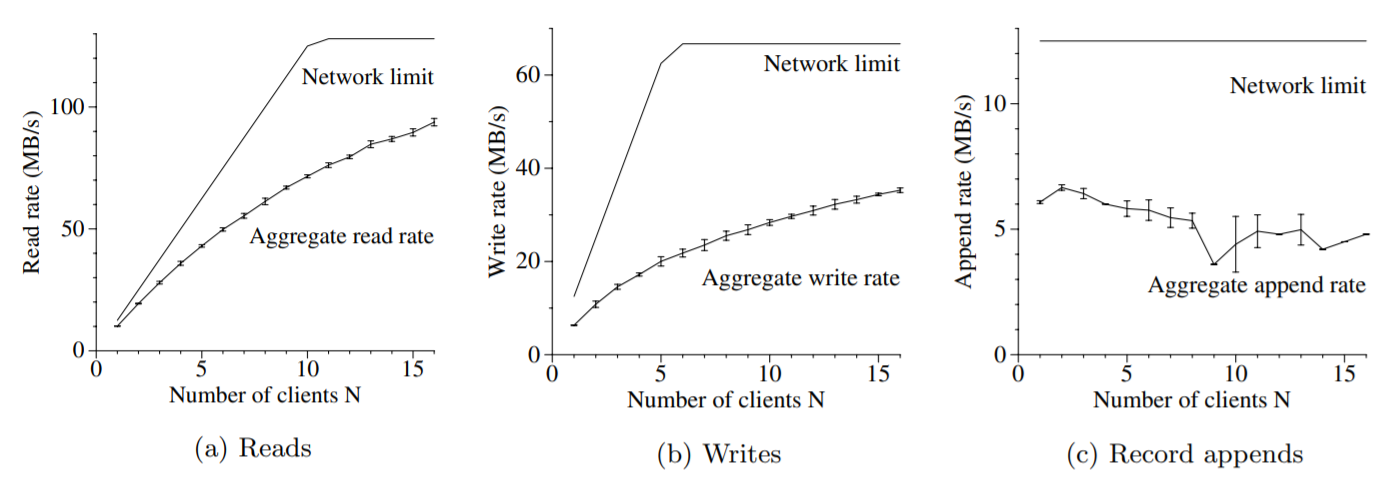 Read rate (MB/s)
100
50
0
Network limit
Aggregate read rate
0 5 10 15
Number of clients N
(a) Reads
Write rate (MB/s)
60
40
20
0
Network limit
Aggregate write rate
0 5 10 15
Number of clients N
(b) Writes
Append rate (MB/s)
10
5
0
Network limit
Aggregate append rate
0 5 10 15
Number of clients N
(c) Record appends